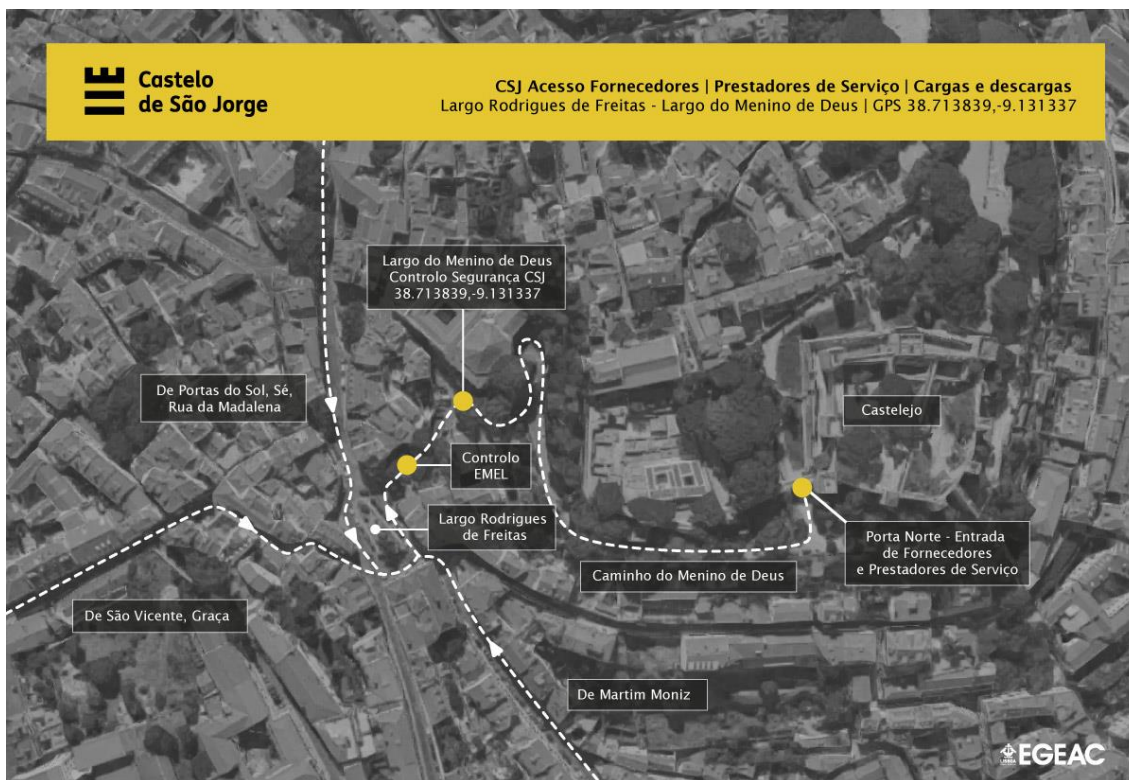 Castelo
de São Jorge
CSJ Acesso Fornecedores | Prestadores de Serviço | Cargas e descargas
Largo Rodrigues de Freitas - Largo do Menino de Deus | GPS 38.713839,-9.131337
Largo do Menino de Deus
Controlo Segurança CSJ
38.713839,-9.131337
De Portas do Sol, Sé,
Rua da Madalena
Castelejo
Controlo
EMEL
Largo Rodrigues
de Freitas
Porta Norte - Entrada
de Fornecedores
e Prestadores de Serviço
Caminho do Menino de Deus
De São Vicente, Graça
De Martim Moniz
LISBOA
EGEAC